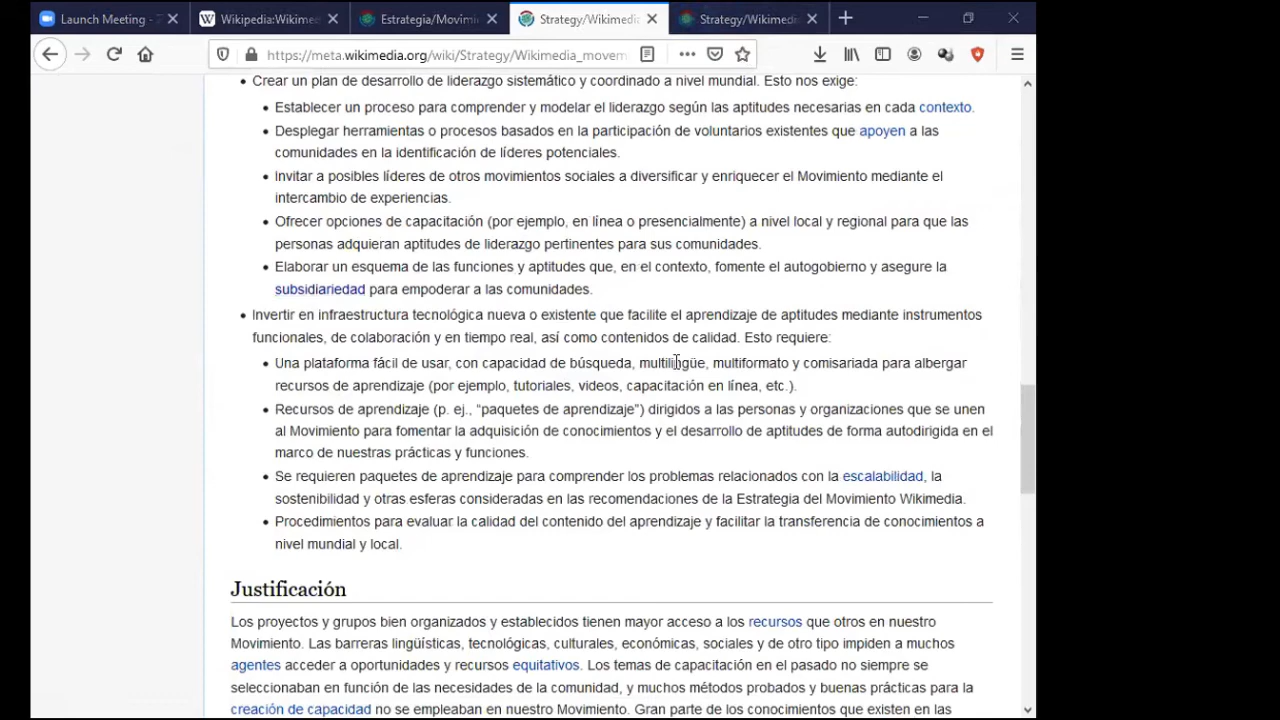 Launch Meeting - Z
Wikipedia:Wikime
Estrategia/Movimi
Strategy/Wikimedi
Strategy/Wikimedi
https://meta.wikimedia.org/wiki/Strategy/Wikimedia_movem
• Crear un plan de desarrollo de liderazgo sistemático y coordinado a nivel mundial. Esto nos exige:
• Establecer un proceso para comprender y modelar el liderazgo según las aptitudes necesarias en cada contexto.
• Desplegar herramientas o procesos basados en la participación de voluntarios existentes que apoyen a las
comunidades en la identificación de líderes potenciales.
• Invitar a posibles líderes de otros movimientos sociales a diversificar y enriquecer el Movimiento mediante el
intercambio de experiencias.
• Ofrecer opciones de capacitación (por ejemplo, en línea o presencialmente) a nivel local y regional para que las
personas adquieran aptitudes de liderazgo pertinentes para sus comunidades.
• Elaborar un esquema de las funciones y aptitudes que, en el contexto, fomente el autogobierno y asegure la
subsidiariedad para empoderar a las comunidades.
• Invertir en infraestructura tecnológica nueva o existente que facilite el aprendizaje de aptitudes mediante instrumentos
funcionales, de colaboración y en tiempo real, así como contenidos de calidad. Esto requiere:
• Una plataforma fácil de usar, con capacidad de búsqueda, multilingüe, multiformato y comisariada para albergar
recursos de aprendizaje (por ejemplo, tutoriales, videos, capacitación en línea, etc.).
• Recursos de aprendizaje (p. ej., “paquetes de aprendizaje”) dirigidos a las personas y organizaciones que se unen
al Movimiento para fomentar la adquisición de conocimientos y el desarrollo de aptitudes de forma autodirigida en el
marco de nuestras prácticas y funciones.
• Se requieren paquetes de aprendizaje para comprender los problemas relacionados con la escalabilidad, la
sostenibilidad y otras esferas consideradas en las recomendaciones de la Estrategia del Movimiento Wikimedia.
• Procedimientos para evaluar la calidad del contenido del aprendizaje y facilitar la transferencia de conocimientos a
nivel mundial y local.
Justificación
Los proyectos y grupos bien organizados y establecidos tienen mayor acceso a los recursos que otros en nuestro
Movimiento. Las barreras lingüísticas, tecnológicas, culturales, económicas, sociales y de otro tipo impiden a muchos
agentes acceder a oportunidades y recursos equitativos. Los temas de capacitación en el pasado no siempre se
seleccionaban en función de las necesidades de la comunidad, y muchos métodos probados y buenas prácticas para la
creación de capacidad no se empleaban en nuestro Movimiento. Gran parte de los conocimientos que existen en las